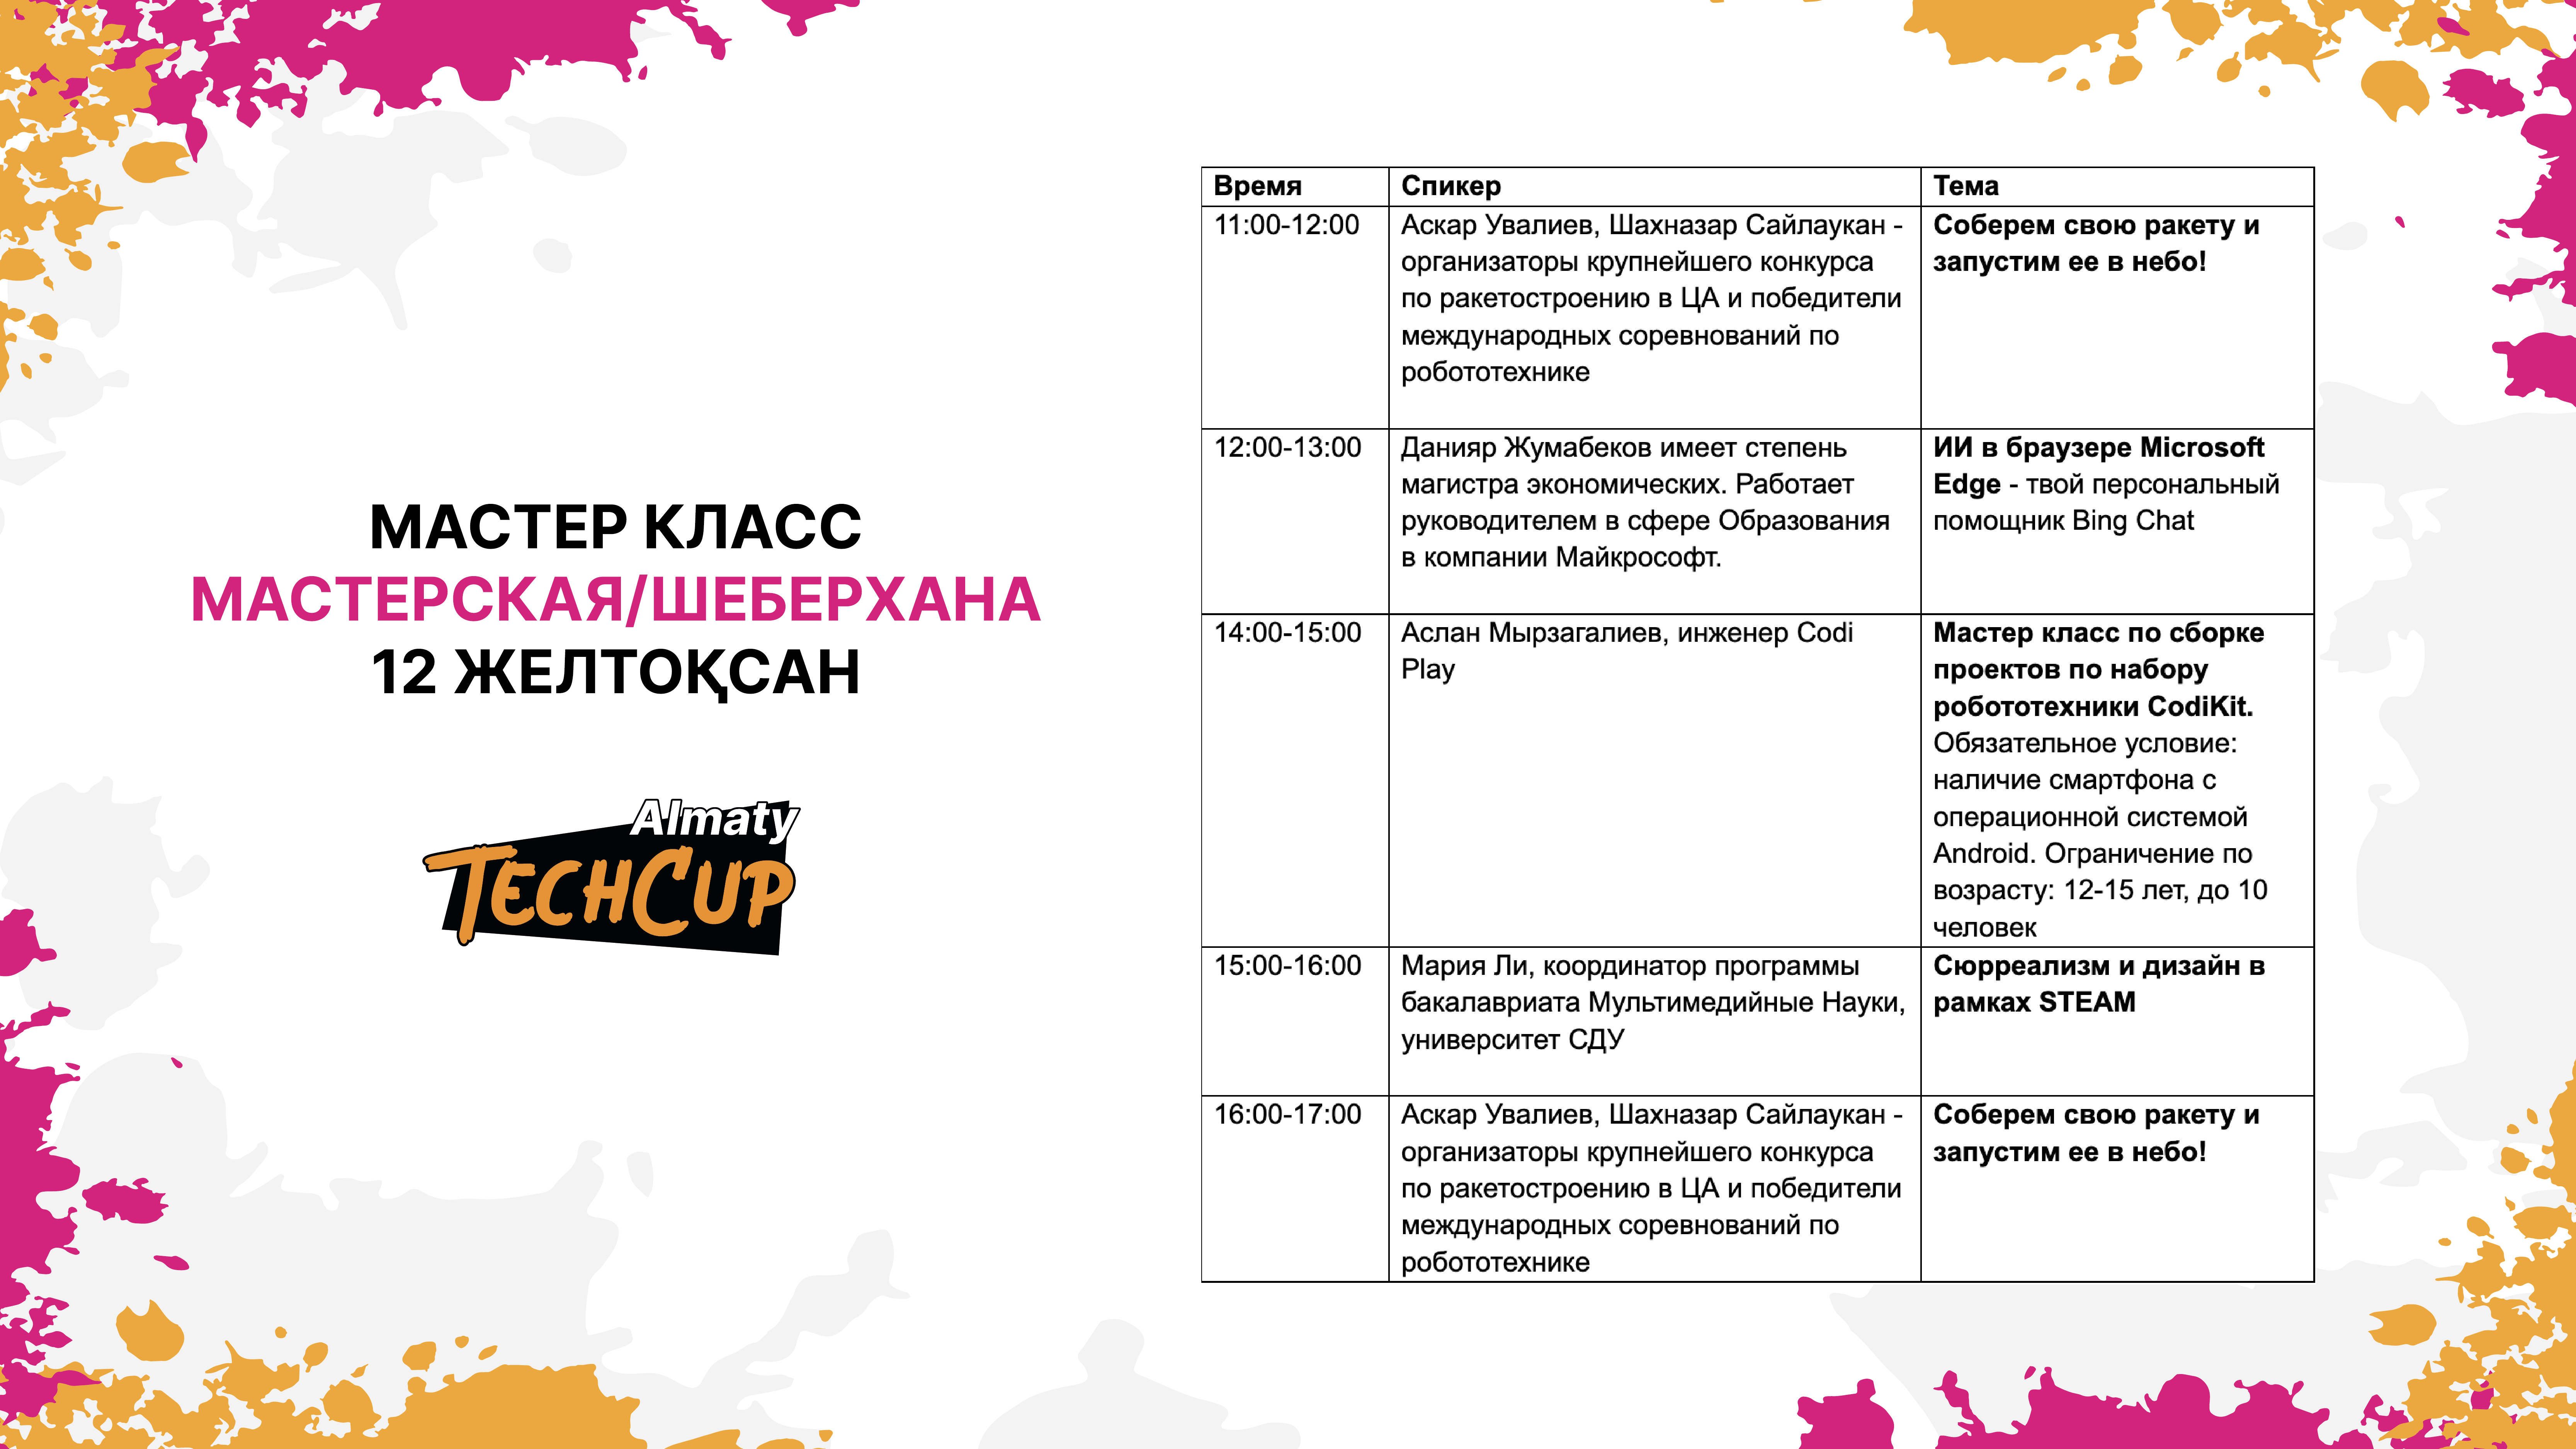 МАСТЕР КЛАСС
МАСТЕРСКАЯ/ШЕБЕРХАНА
12 ЖЕЛТОҚСАН
Almaty
TECHCUP
Время Спикер Тема
11:00-12:00
Аскар Увалиев, Шахназар Сайлаукан -
организаторы крупнейшего конкурса
по ракетостроению в ЦА и победители
международных соревнований по
робототехнике
Соберем свою ракету и
запустим ее в небо!
12:00-13:00
Данияр Жумабеков имеет степень
магистра экономических. Работает
руководителем в сфере Образования
в компании Майкрософт.
ИИ в браузере Microsoft
Edge - твой персональный
помощник Bing Chat
14:00-15:00
Аслан Мырзагалиев, инженер Codi
Play
Мастер класс по сборке
проектов по набору
робототехники CodiKit.
Обязательное условие:
наличие смартфона с
операционной системой
Android. Ограничение по
возрасту: 12-15 лет, до 10
человек
15:00-16:00
Мария Ли, координатор программы
бакалавриата Мультимедийные Науки,
университет СДУ
Сюрреализм и дизайн в
рамках STEAM
16:00-17:00
Аскар Увалиев, Шахназар Сайлаукан -
организаторы крупнейшего конкурса
по ракетостроению в ЦА и победители
международных соревнований по
робототехнике
Соберем свою ракету и
запустим ее в небо!